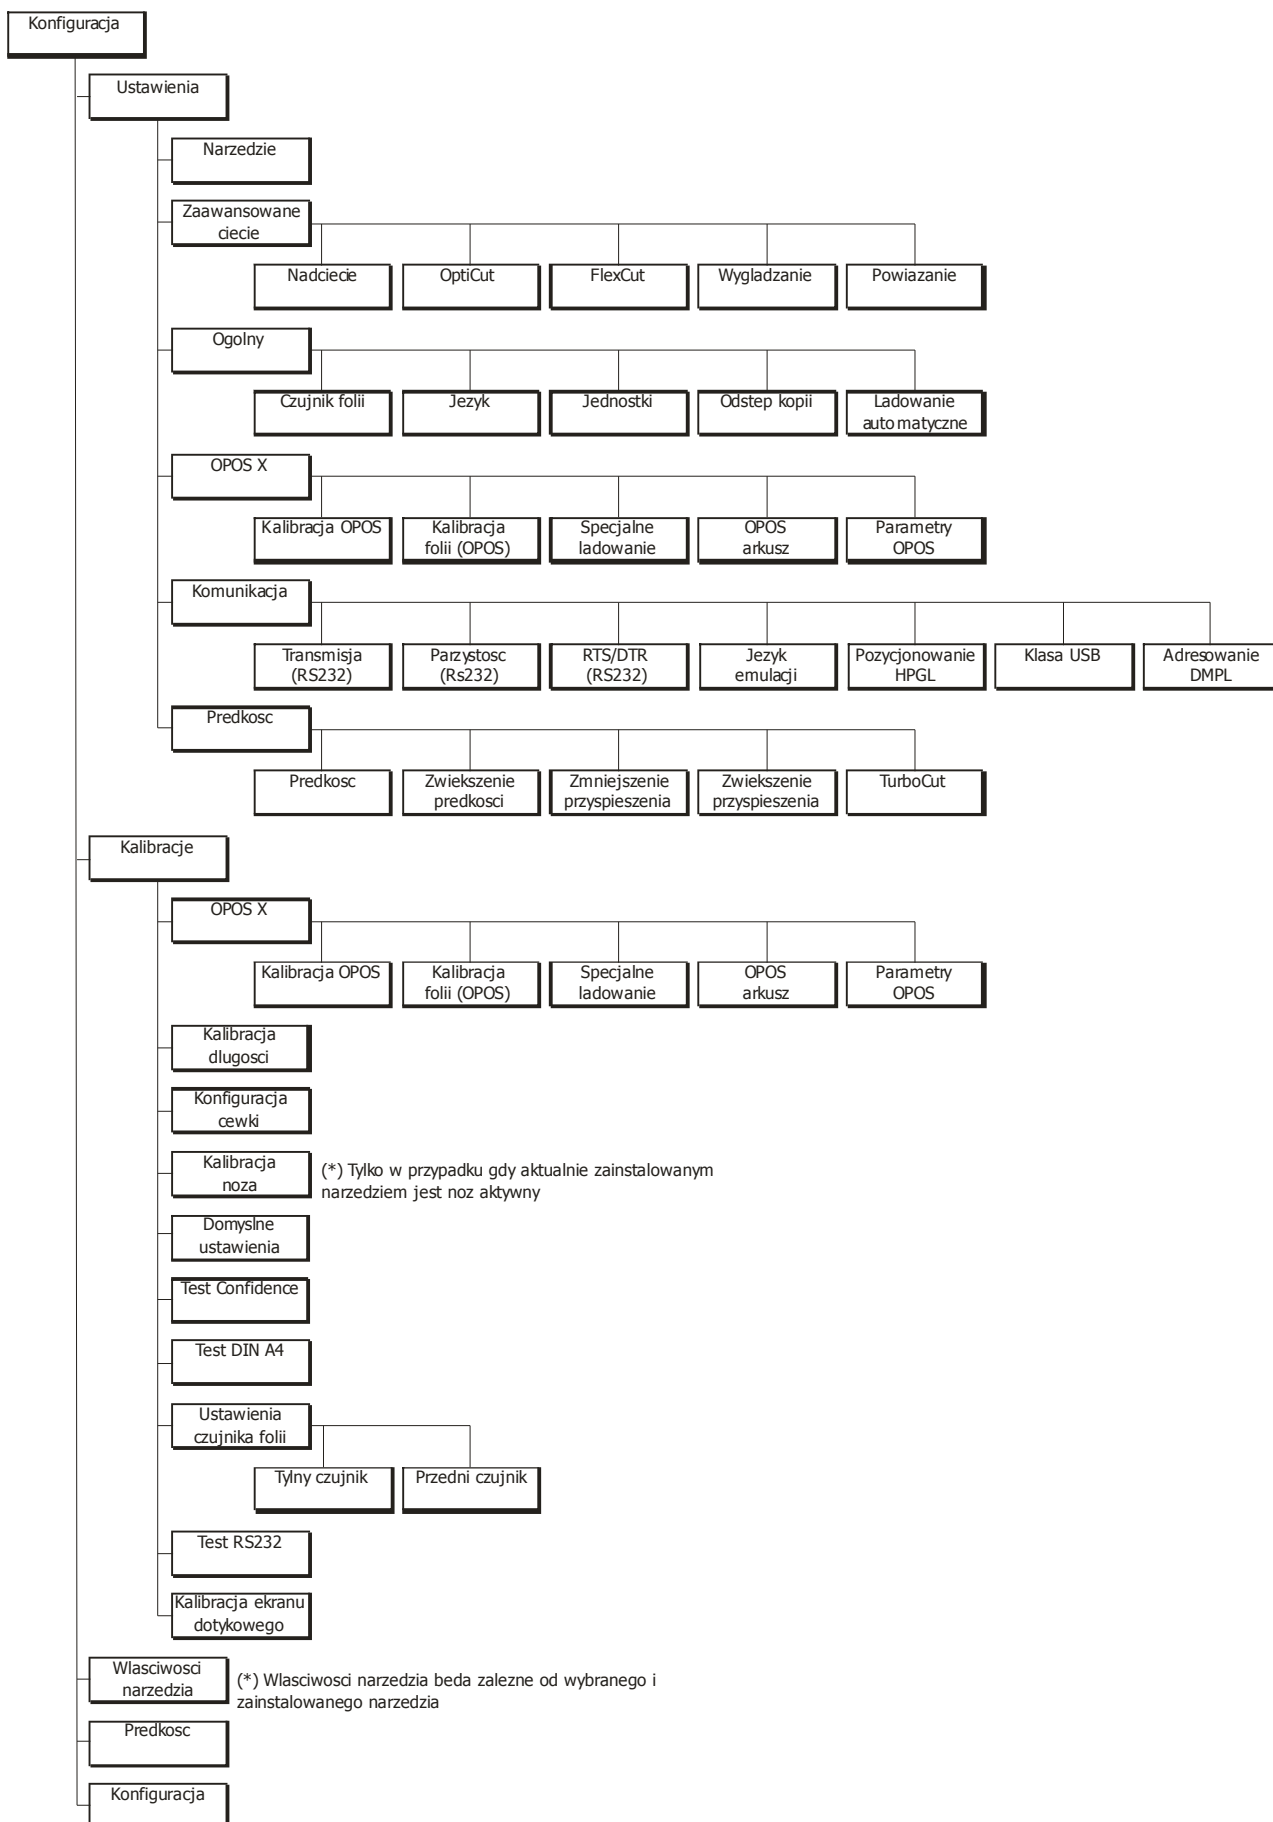 Konfiguracja
Ustawienia
Narzedzie
Zaawansowane
ciecie
Nadciecie
OptiCut
FlexCut
Wygladzanie
Powiazanie
Ogolny
Czujnik folii
Jezyk
Jednostki
Odstep kopii
Ladowanie
automatyczne
OPOS X
Kalibracja OPOS
Kalibracja
folii (OPOS)
Specjalne
ladowanie
OPOS
arkusz
Parametry
OPOS
Komunikacja
Transmisja
(RS232)
Parzystosc
(Rs232)
RTS/DTR
(RS232)
Jezyk
emulacji
Pozycjonowanie
HPGL
Klasa USB
Adresowanie
DMPL
Predkosc
Predkosc
Zwiekszenie
predkosci
Zmniejszenie
przyspieszenia
Zwiekszenie
przyspieszenia
TurboCut
Kalibracje
OPOS X
Kalibracja OPOS
Kalibracja
folii (OPOS)
Specjalne
ladowanie
OPOS
arkusz
Parametry
OPOS
Kalibracja
dlugosci
Konfiguracja
cewki
Kalibracja
noza
(*) Tylko w przypadku gdy aktualnie zainstalowanym
narzedziem jest noz aktywny
Domyslne
ustawienia
Test Confidence
Test DIN A4
Ustawienia
czujnika folii
Tylny czujnik
Przedni czujnik
Test RS232
Kalibracja ekranu
dotykowego
Wlasciwosci
narzedzia
(*) Wlasciwosci narzedzia beda zalezne od wybranego i
zainstalowanego narzedzia
Predkosc
Konfiguracja